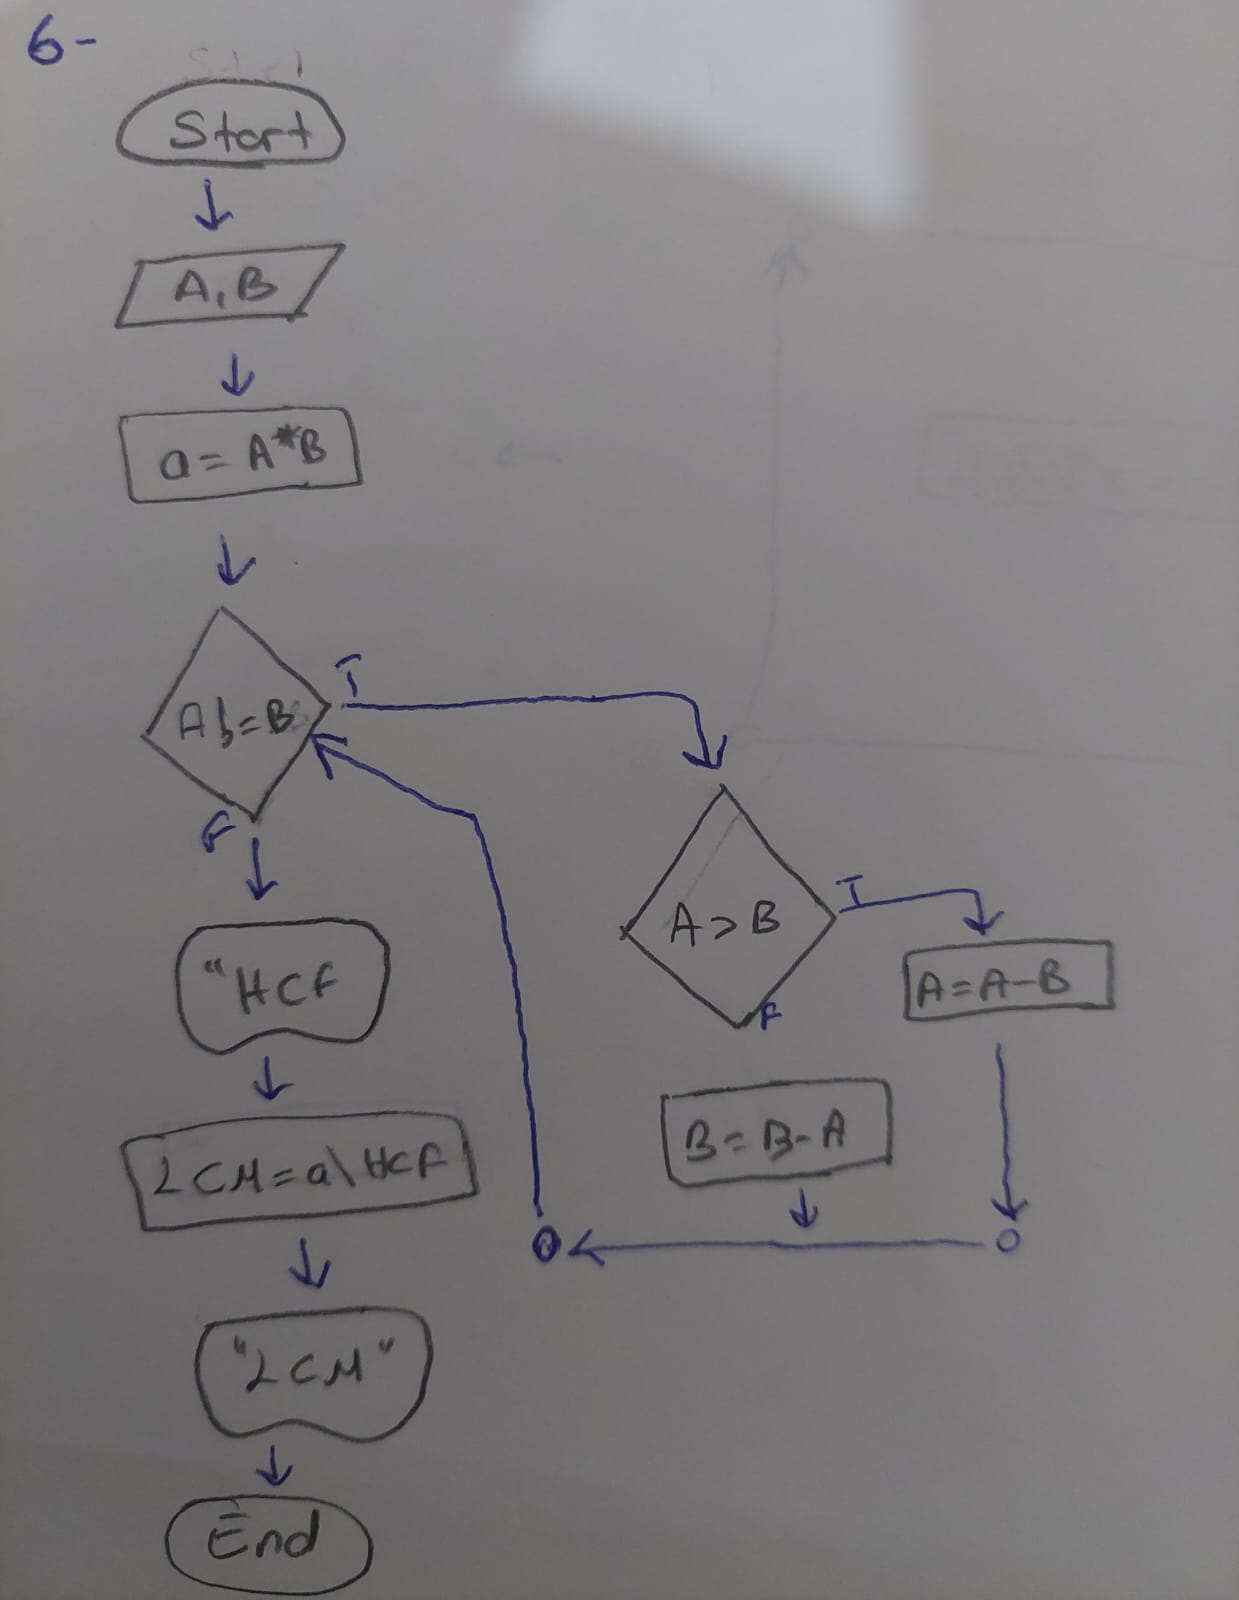 6-
Start
A, B
a = A*B
A != B
T
F
A > B
T
A = A - B
F
B = B - A
"HCF
LCM = a\HCF
"LCM"
End